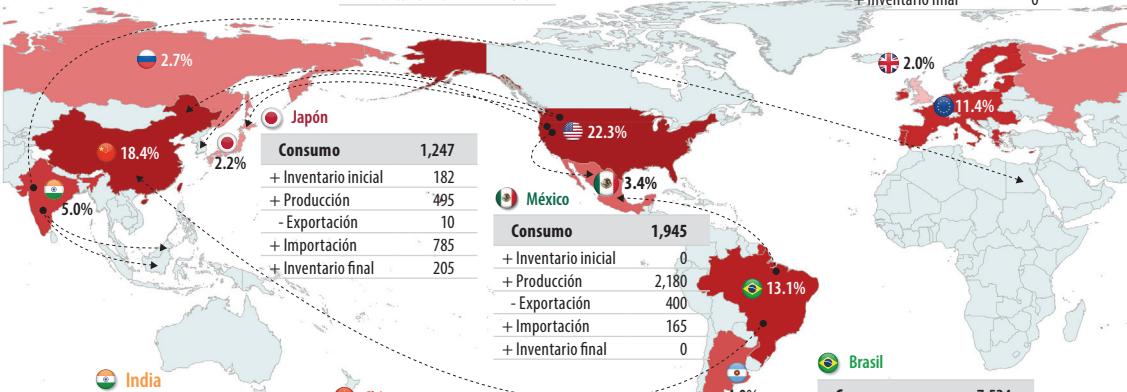 + Inventario final 0
2.7%
2.0%
11.4%
22.3%
18.4%
2.2%
5.0%
3.4%
13.1%
Japón
Consumo 1,247
+ Inventario inicial 182
+ Producción 495
- Exportación 10
+ Importación 785
+ Inventario final 205
México
Consumo 1,945
+ Inventario inicial 0
+ Producción 2,180
- Exportación 400
+ Importación 165
+ Inventario final 0
India
Brasil